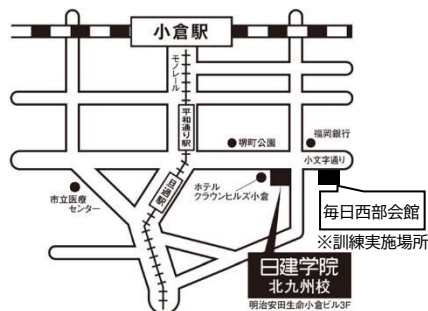 小倉駅
モノレール
平和通り駅
堺町公園
福岡銀行
小文字通り
旦過駅
市立医療
センター
ホテル
クラウンヒルズ小倉
毎日西部会館
※訓練実施場所
日建学院
北九州校
明治安田生命小倉ビル3F